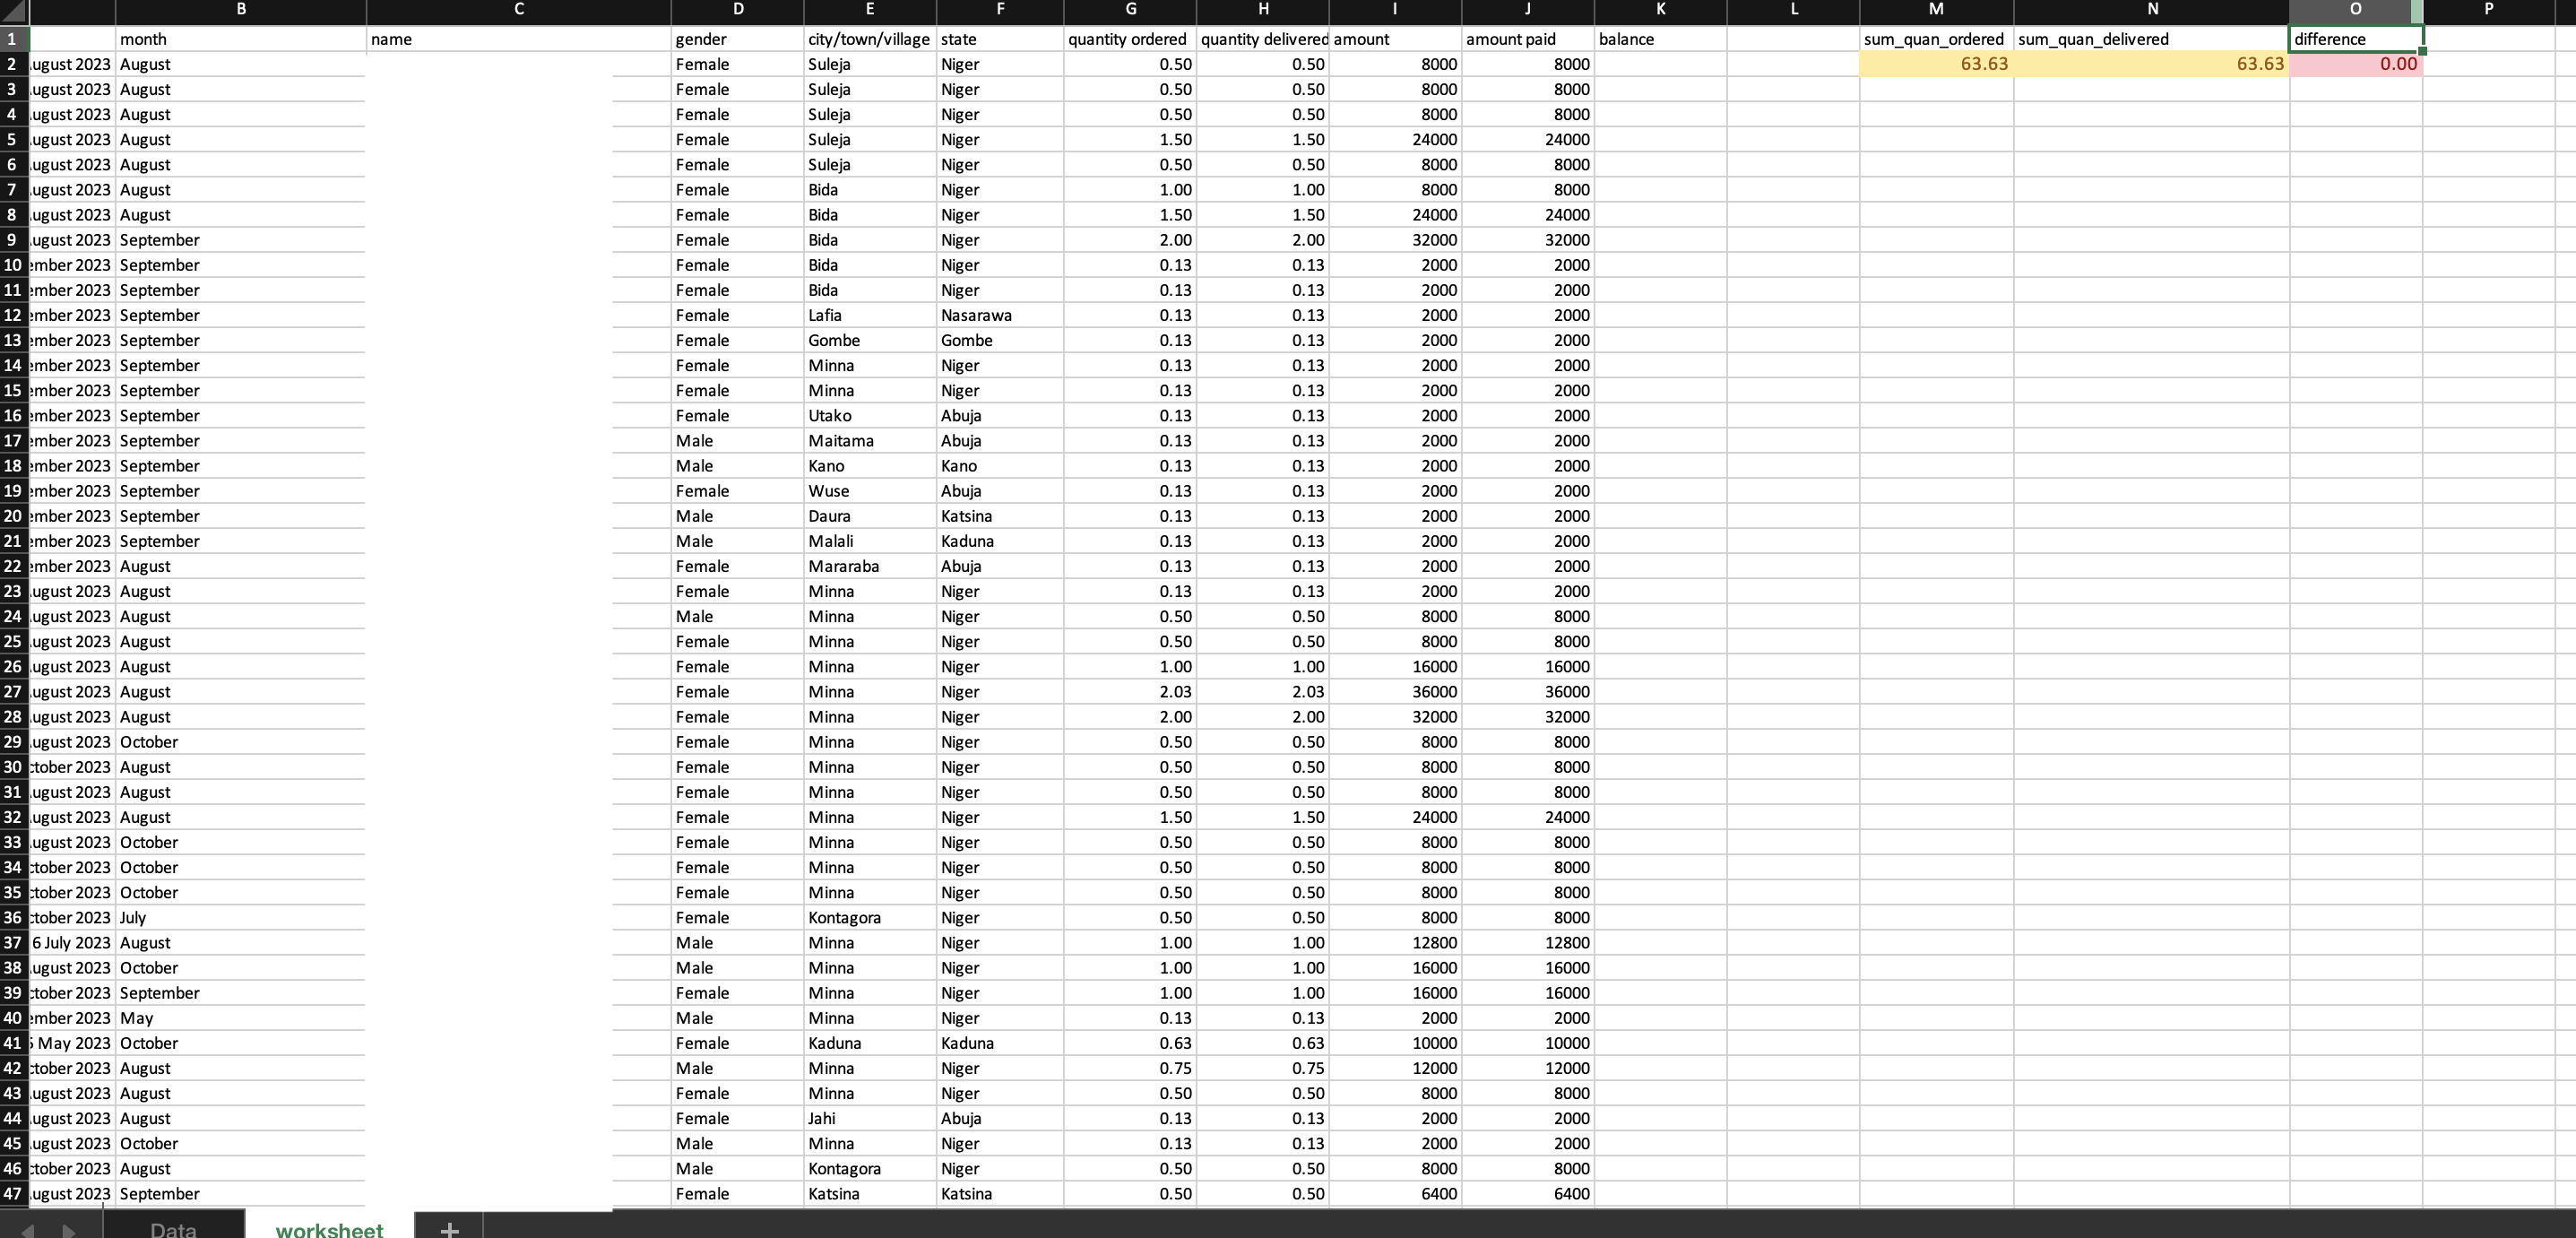 B C D E F G H I J K L M N O P
1 month name gender city/town/village state quantity ordered quantity delivered amount amount paid balance sum_quan_ordered sum_quan_delivered difference
2 ugust 2023 August Female Suleja Niger 0.50 0.50 8000 8000 63.63 63.63 0.00
3 ugust 2023 August Female Suleja Niger 0.50 0.50 8000 8000
4 ugust 2023 August Female Suleja Niger 0.50 0.50 8000 8000
5 ugust 2023 August Female Suleja Niger 1.50 1.50 24000 24000
6 ugust 2023 August Female Suleja Niger 0.50 0.50 8000 8000
7 ugust 2023 August Female Bida Niger 1.00 1.00 8000 8000
8 ugust 2023 August Female Bida Niger 1.50 1.50 24000 24000
9 ugust 2023 September Female Bida Niger 2.00 2.00 32000 32000
10 ember 2023 September Female Bida Niger 0.13 0.13 2000 2000
11 ember 2023 September Female Bida Niger 0.13 0.13 2000 2000
12 ember 2023 September Female Lafia Nasarawa 0.13 0.13 2000 2000
13 ember 2023 September Female Gombe Gombe 0.13 0.13 2000 2000
14 ember 2023 September Female Minna Niger 0.13 0.13 2000 2000
15 ember 2023 September Female Minna Niger 0.13 0.13 2000 2000
16 ember 2023 September Female Utako Abuja 0.13 0.13 2000 2000
17 ember 2023 September Male Maitama Abuja 0.13 0.13 2000 2000
18 ember 2023 September Male Kano Kano 0.13 0.13 2000 2000
19 ember 2023 September Female Wuse Abuja 0.13 0.13 2000 2000
20 ember 2023 September Male Daura Katsina 0.13 0.13 2000 2000
21 ember 2023 September Male Malali Kaduna 0.13 0.13 2000 2000
22 ember 2023 August Female Mararaba Abuja 0.13 0.13 2000 2000
23 ugust 2023 August Female Minna Niger 0.13 0.13 2000 2000
24 ugust 2023 August Male Minna Niger 0.50 0.50 8000 8000
25 ugust 2023 August Female Minna Niger 0.50 0.50 8000 8000
26 ugust 2023 August Female Minna Niger 1.00 1.00 16000 16000
27 ugust 2023 August Female Minna Niger 2.03 2.03 36000 36000
28 ugust 2023 August Female Minna Niger 2.00 2.00 32000 32000
29 ugust 2023 October Female Minna Niger 0.50 0.50 8000 8000
30 ctober 2023 August Female Minna Niger 0.50 0.50 8000 8000
31 ugust 2023 August Female Minna Niger 0.50 0.50 8000 8000
32 ugust 2023 August Female Minna Niger 1.50 1.50 24000 24000
33 ugust 2023 October Female Minna Niger 0.50 0.50 8000 8000
34 ctober 2023 October Female Minna Niger 0.50 0.50 8000 8000
35 ctober 2023 October Female Minna Niger 0.50 0.50 8000 8000
36 ctober 2023 July Female Kontagora Niger 0.50 0.50 8000 8000
37 6 July 2023 August Male Minna Niger 1.00 1.00 12800 12800
38 ugust 2023 October Male Minna Niger 1.00 1.00 16000 16000
39 ctober 2023 September Female Minna Niger 1.00 1.00 16000 16000
40 ember 2023 May Male Minna Niger 0.13 0.13 2000 2000
41 May 2023 October Female Kaduna Kaduna 0.63 0.63 10000 10000
42 ctober 2023 August Male Minna Niger 0.75 0.75 12000 12000
43 ugust 2023 August Female Minna Niger 0.50 0.50 8000 8000
44 ugust 2023 August Female Jahi Abuja 0.13 0.13 2000 2000
45 ugust 2023 October Male Minna Niger 0.13 0.13 2000 2000
46 ctober 2023 August Male Kontagora Niger 0.50 0.50 8000 8000
47 ugust 2023 September Female Katsina Katsina 0.50 0.50 6400 6400
Data worksheet +